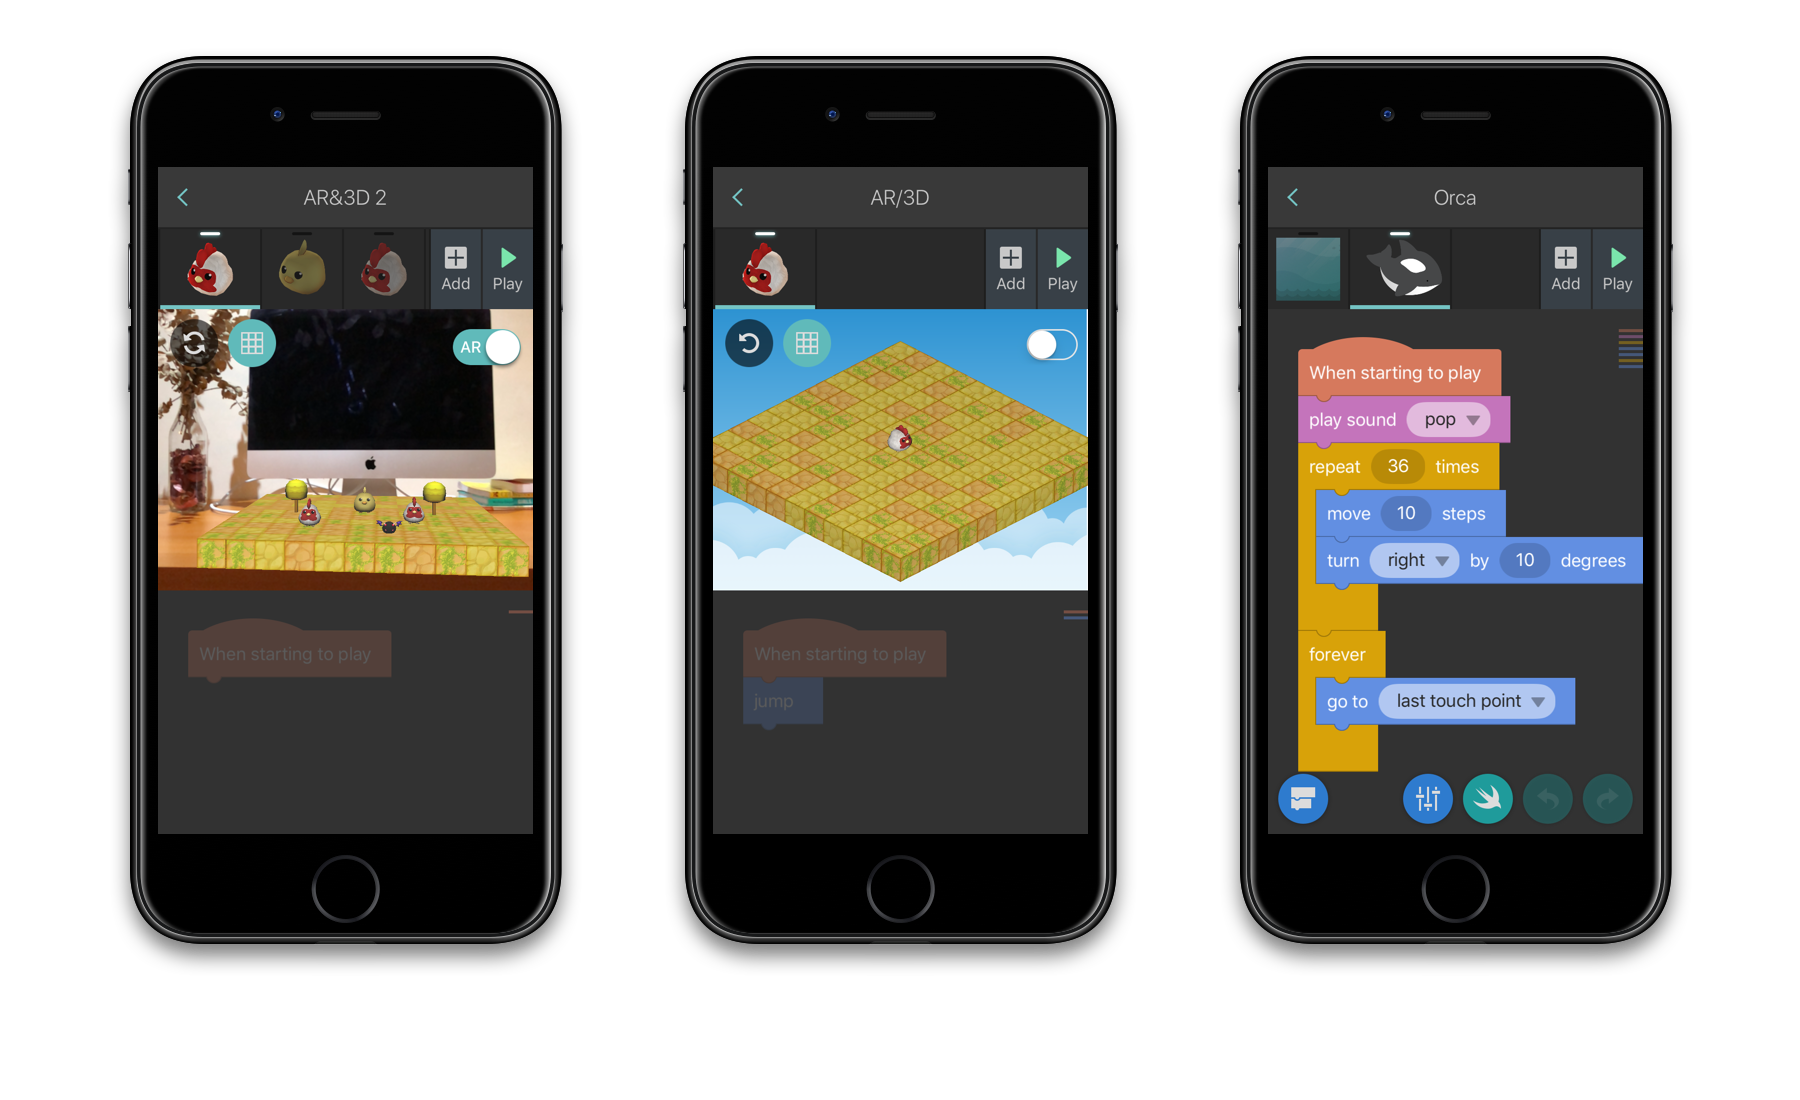 AR&3D 2
Add
Play
AR
When starting to play
AR/3D
Add
Play
When starting to play
jump
Orca
Add
Play
When starting to play
play sound pop
repeat 36 times
move 10 steps
turn right by 10 degrees
forever
go to last touch point